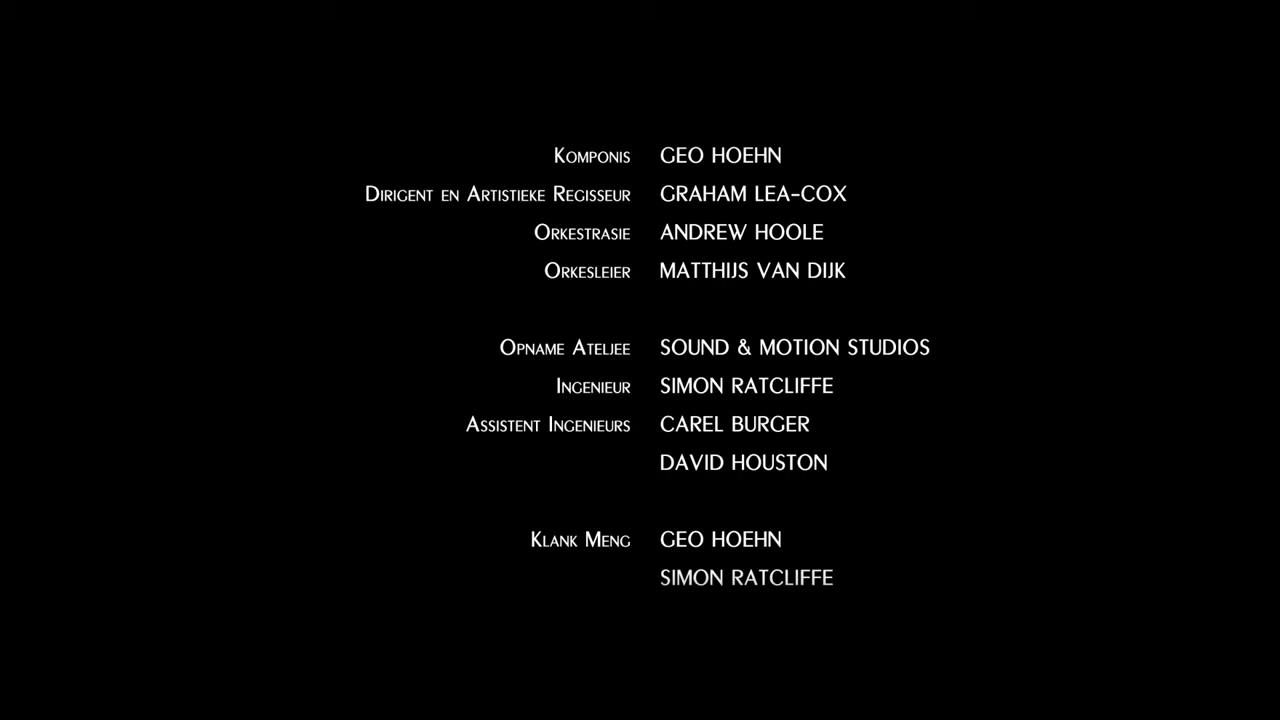 Komponis GEO HOEHN
Dirigent en Artistieke Regisseur GRAHAM LEA-COX
Orkestrasie ANDREW HOOLE
Orkesleier MATTHIJS VAN DIJK
Opname Ateljee SOUND & MOTION STUDIOS
Ingenieur SIMON RATCLIFFE
Assistent Ingenieurs CAREL BURGER
DAVID HOUSTON
Klank Meng GEO HOEHN
SIMON RATCLIFFE